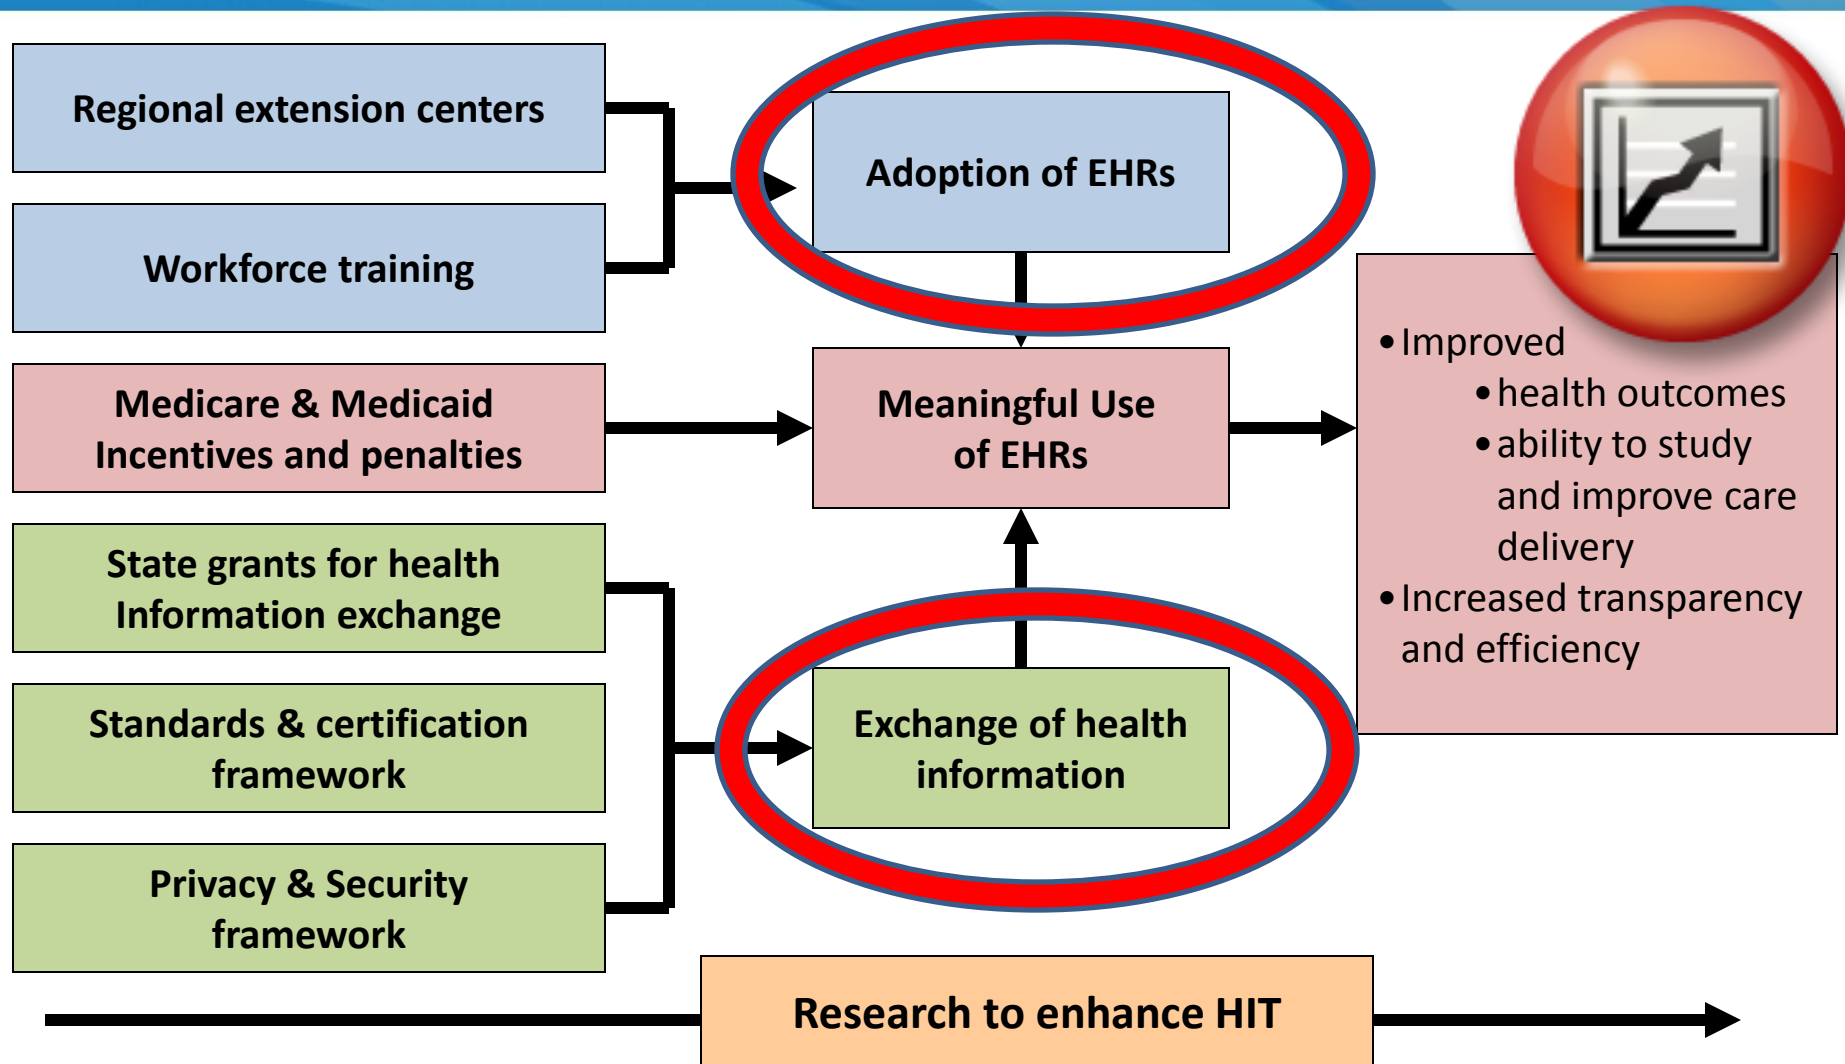 Regional extension centers
Workforce training
Medicare & Medicaid
Incentives and penalties
State grants for health
Information exchange
Standards & certification
framework
Privacy & Security
framework
Adoption of EHRs
Meaningful Use
of EHRs
Exchange of health
information
•Improved
•health outcomes
•ability to study
and improve care
delivery
•Increased transparency
and efficiency
Research to enhance HIT